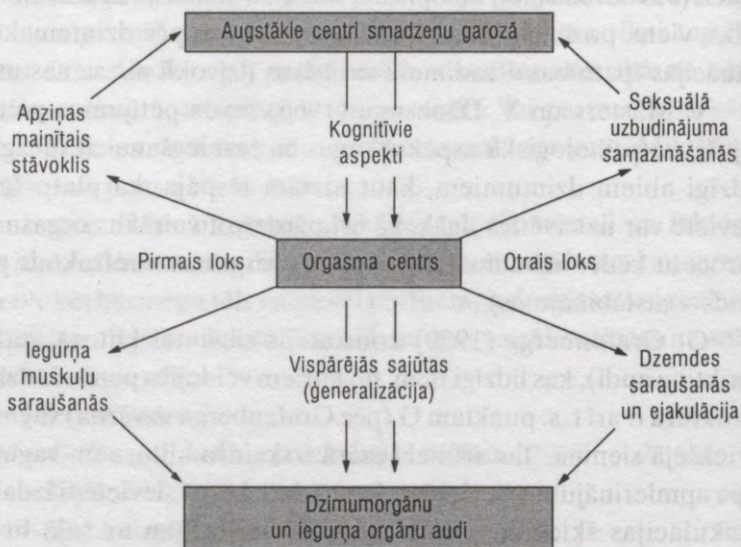 Augstākie centri smadzeņu garozā
Apziņas
mainītais
stāvoklis
Kognitīvie
aspekti
Seksuālā
uzbudinājuma
samazināšanās
Pirmais loks
Orgasma centrs
Otrais loks
Iegurņa
muskuļu
saraušanās
Vispārējās sajūtas
(ģeneralizācija)
Dzemdes
saraušanās
un ejakulācija
Dzimumorgānu
un iegurņa orgānu audi